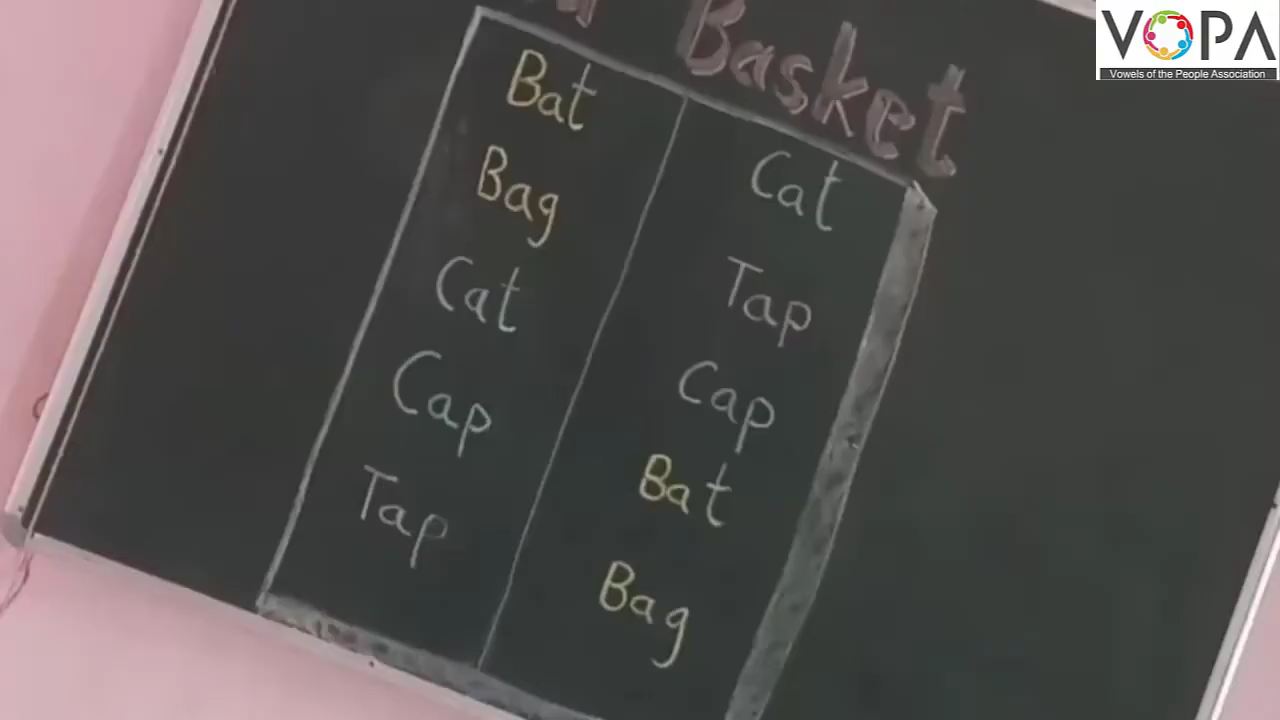 Basket
Bat
Bag
Cat
Cap
Tap
Cat
Tap
Cap
Bat
Bag
VOPA
Vowels of the People Association